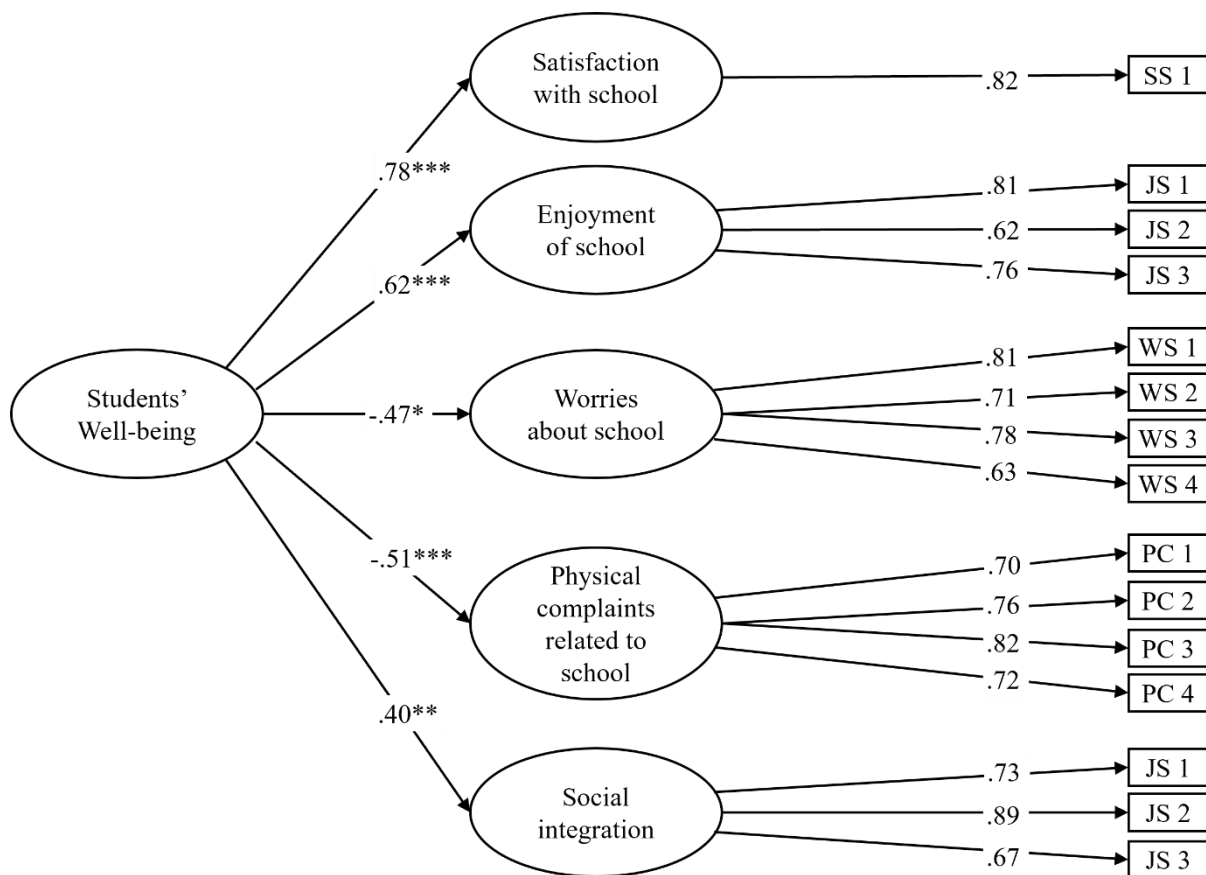 Satisfaction
with school
.82
SS 1
.78***
Enjoyment
of school
.81
JS 1
.62
JS 2
.76
JS 3
.62***
Students’
Well-being
-.47*
Worries
about school
.81
WS 1
.71
WS 2
.78
WS 3
.63
WS 4
-.51***
Physical
complaints
related to
school
.70
PC 1
.76
PC 2
.82
PC 3
.72
PC 4
.40**
Social
integration
.73
JS 1
.89
JS 2
.67
JS 3